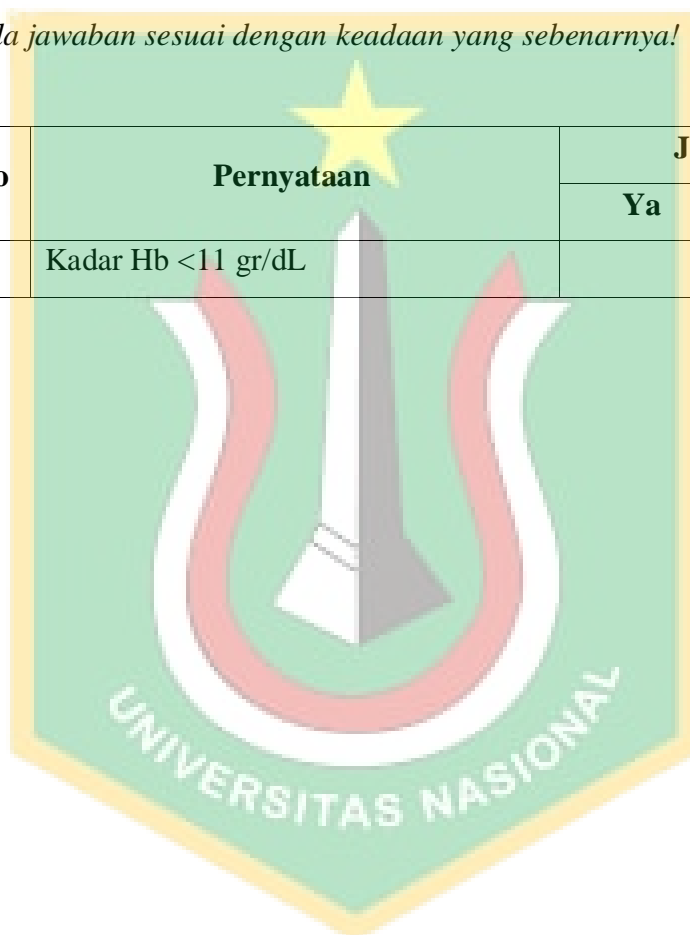 jawaban sesuai dengan keadaan yang sebenarnya!
Pernyataan
Ya
Kadar Hb <11 gr/dL
UNIVERSITAS NASIONAL